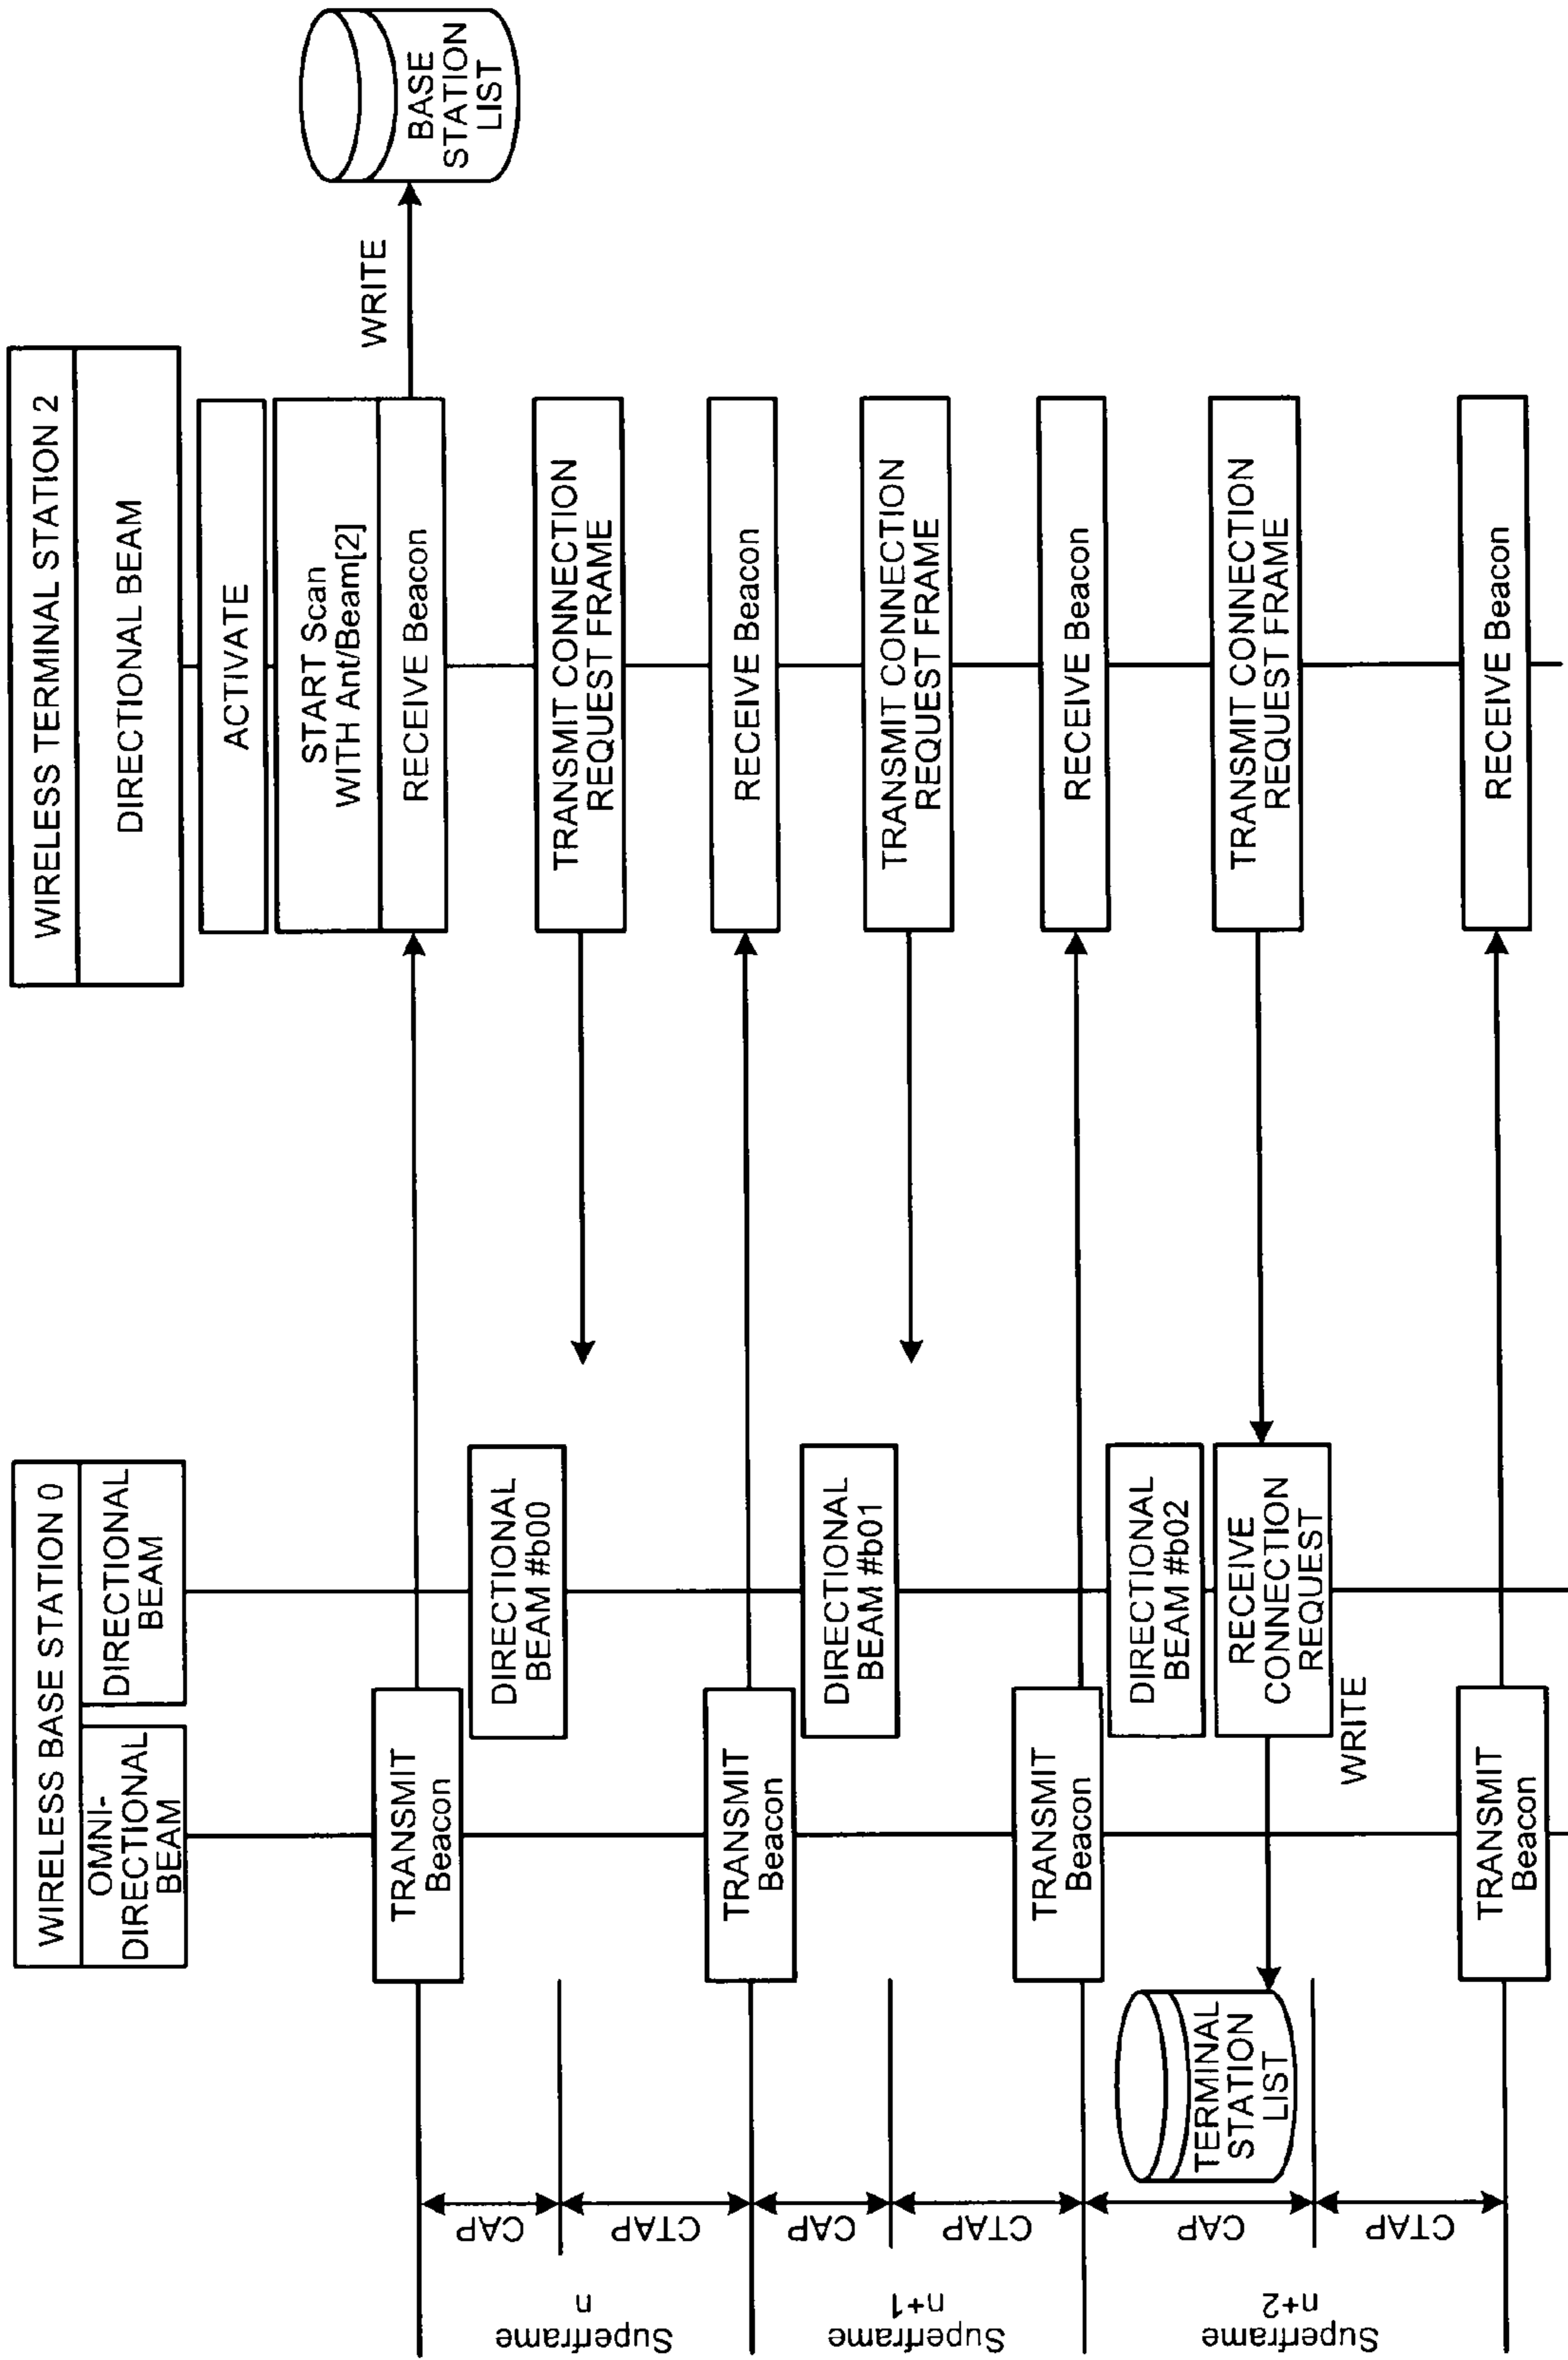 WIRELESS BASE STATION 0
OMNI-
DIRECTIONAL
BEAM
DIRECTIONAL
BEAM
WIRELESS TERMINAL STATION 2
DIRECTIONAL BEAM
ACTIVATE
START Scan
WITH Ant/Beam[2]
TRANSMIT
Beacon
RECEIVE Beacon
WRITE
BASE
STATION
LIST
Superframe
n
CAP
CTAP
DIRECTIONAL
BEAM #b00
TRANSMIT CONNECTION
REQUEST FRAME
TRANSMIT
Beacon
RECEIVE Beacon
Superframe
n+1
CAP
CTAP
DIRECTIONAL
BEAM #b01
TRANSMIT CONNECTION
REQUEST FRAME
TRANSMIT
Beacon
RECEIVE Beacon
Superframe
n+2
CAP
CTAP
TERMINAL
STATION
LIST
DIRECTIONAL
BEAM #b02
RECEIVE
CONNECTION
REQUEST
WRITE
TRANSMIT CONNECTION
REQUEST FRAME
TRANSMIT
Beacon
RECEIVE Beacon